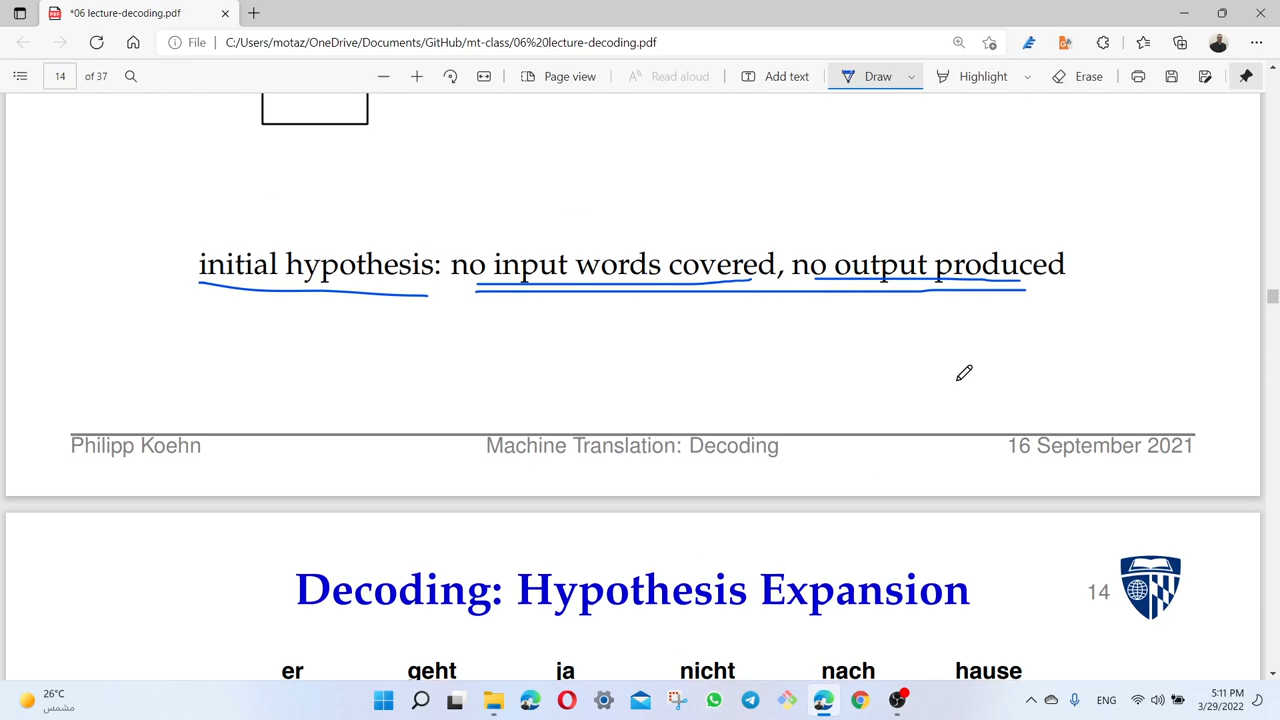 *06 lecture-decoding.pdf
File C:/Users/motaz/OneDrive/Documents/GitHub/mt-class/06%20lecture-decoding.pdf
14 of 37 Page view Read aloud Add text Draw Highlight Erase
initial hypothesis: no input words covered, no output produced
Philipp Koehn Machine Translation: Decoding 16 September 2021
Decoding: Hypothesis Expansion 14
er geht ja nicht nach hause
26°C
مشمس
ENG
5:11 PM
3/29/2022